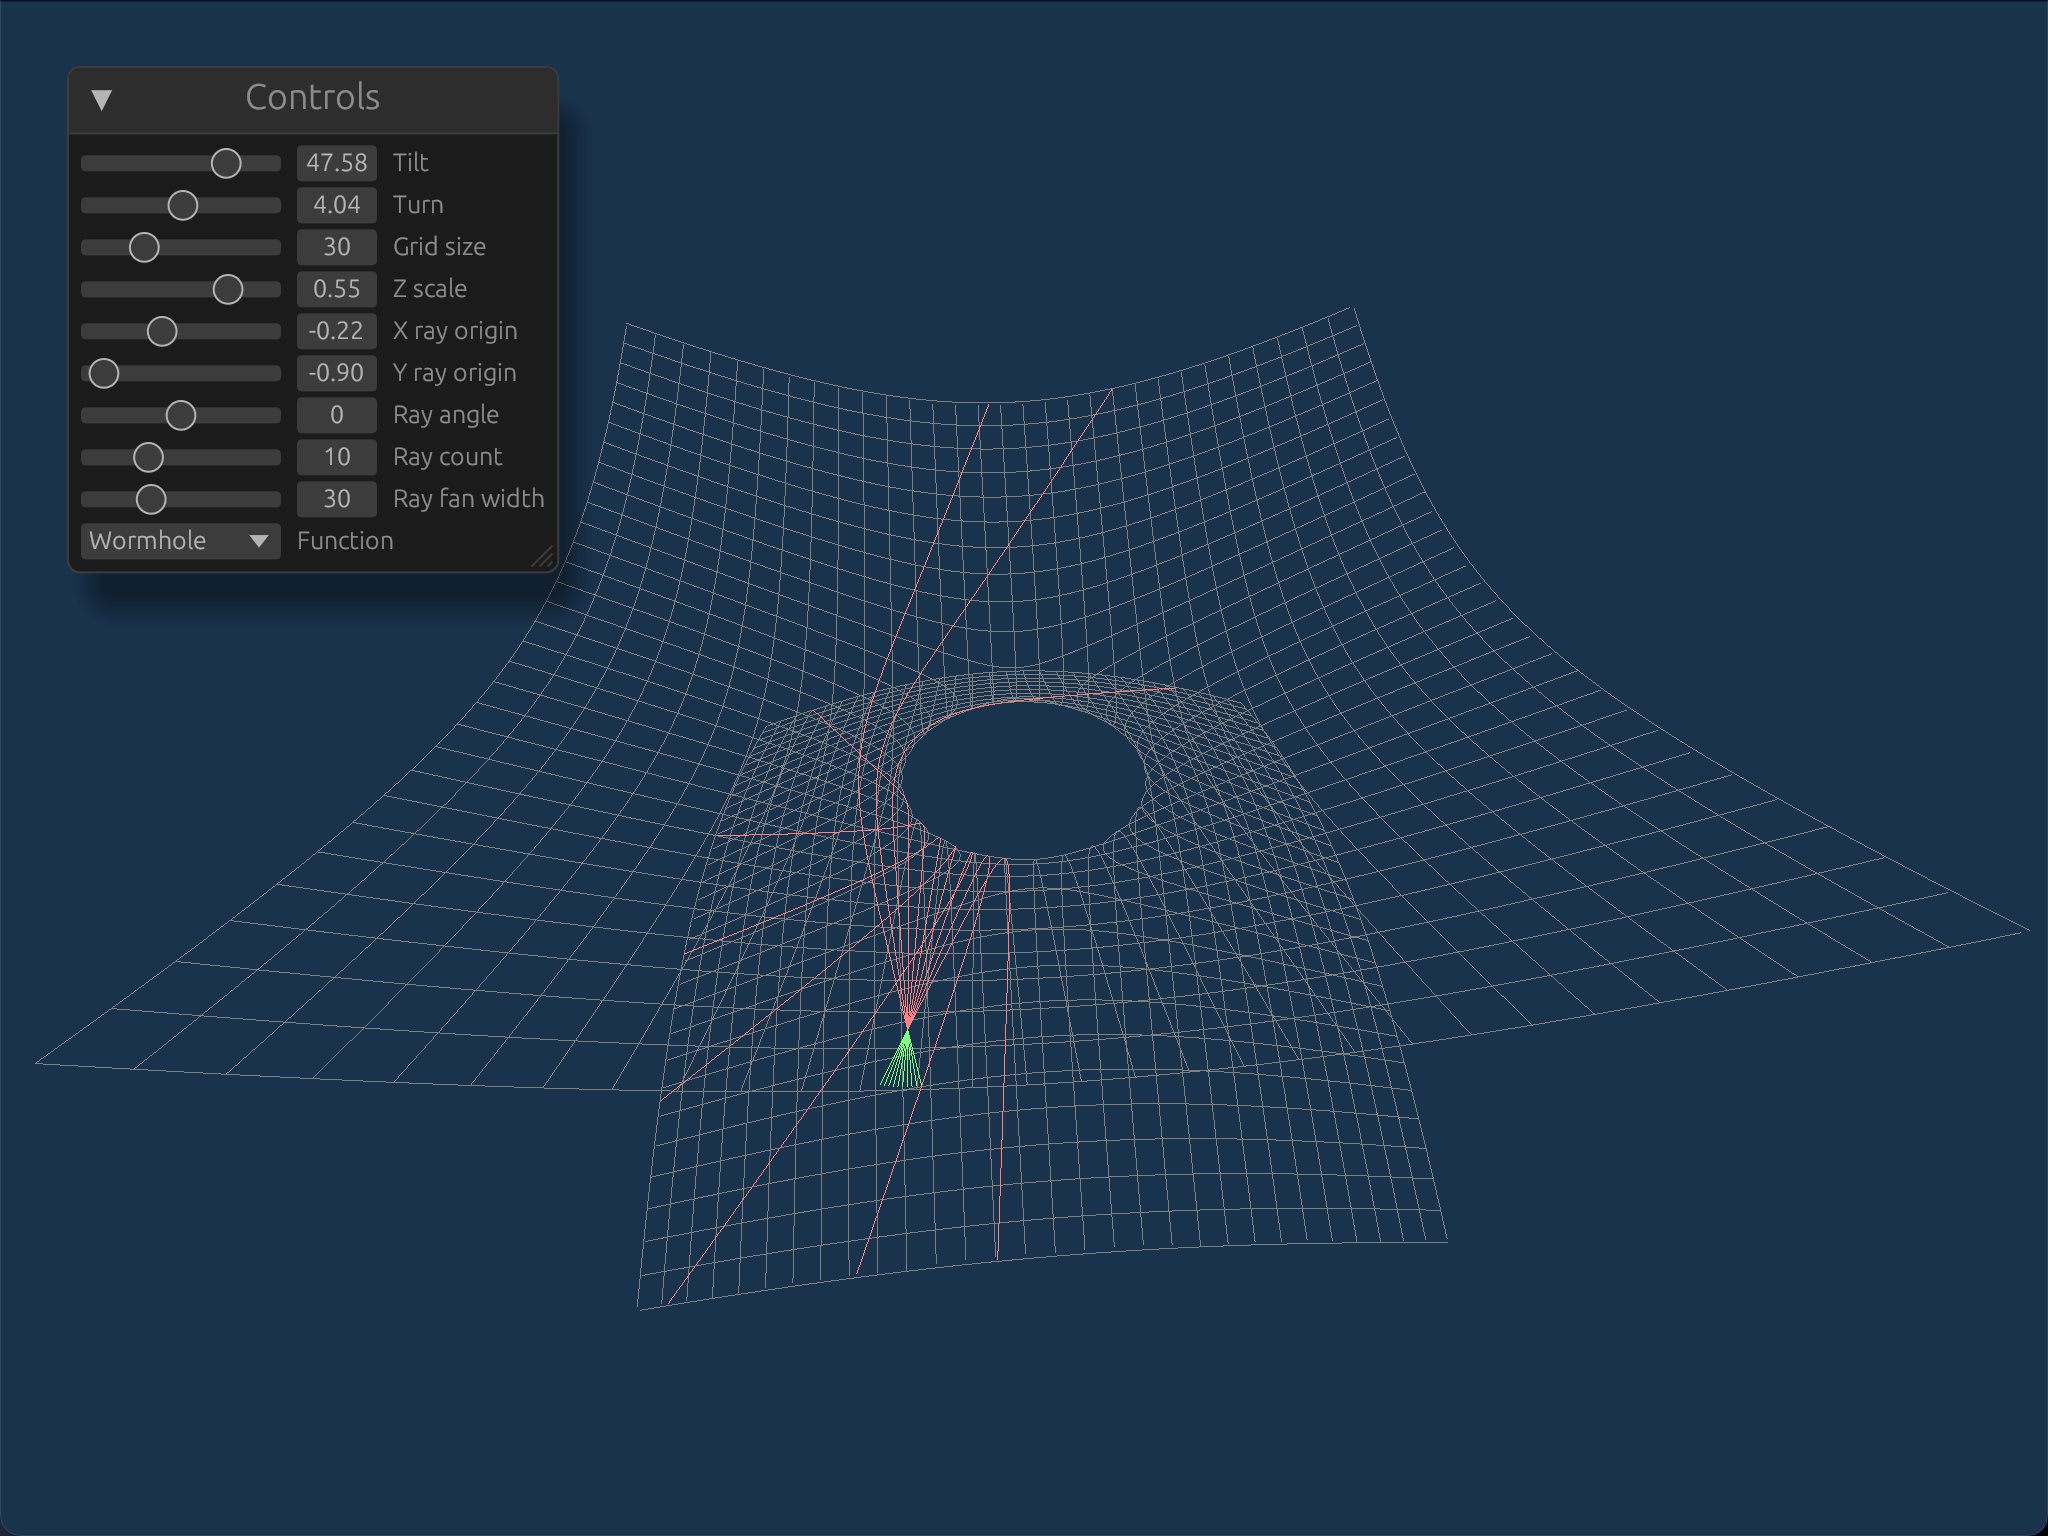 Controls
47.58 Tilt
4.04 Turn
30 Grid size
0.55 Z scale
-0.22 X ray origin
-0.90 Y ray origin
0 Ray angle
10 Ray count
30 Ray fan width
Wormhole Function